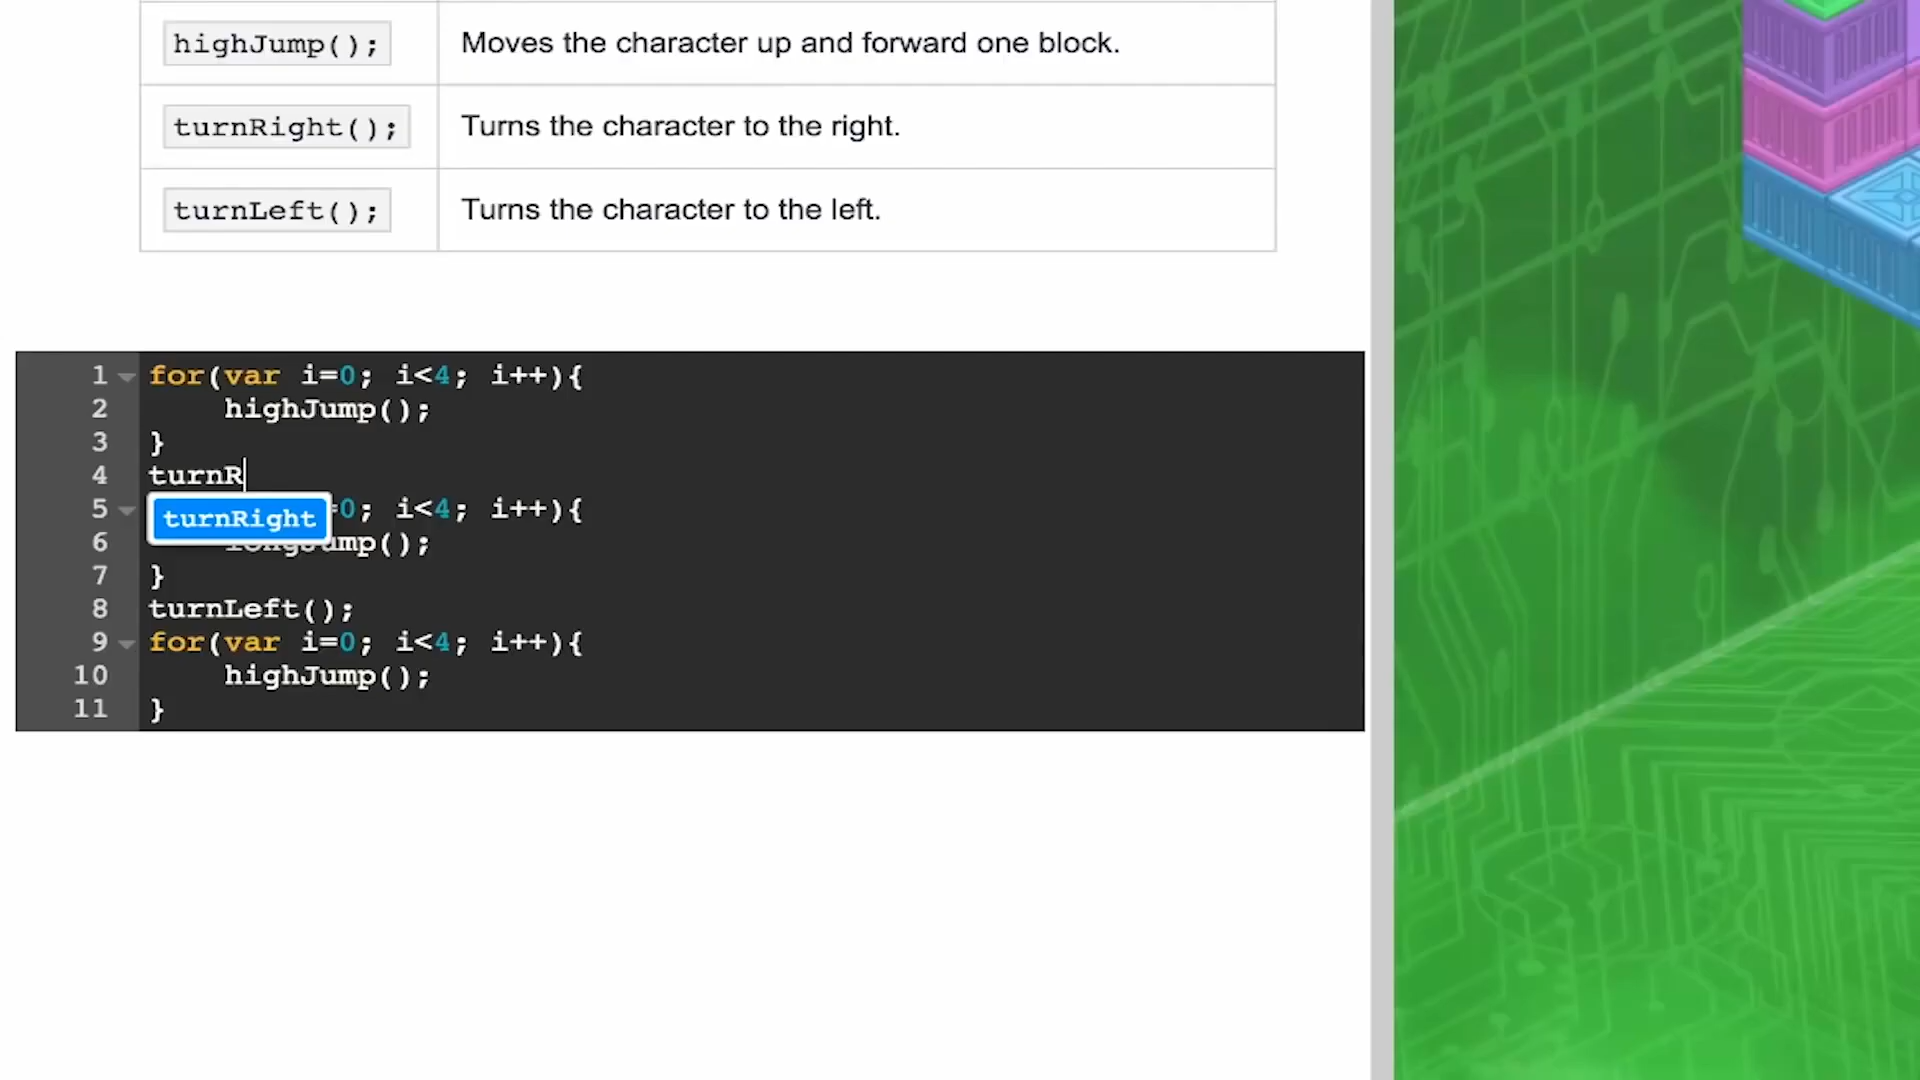 highJump(); Moves the character up and forward one block.
turnRight(); Turns the character to the right.
turnLeft(); Turns the character to the left.
1 for(var i=0; i<4; i++){
2 highJump();
3 }
4 turnR
turnRight
5 =0; i<4; i++){
6 longJump();
7 }
8 turnLeft();
9 for(var i=0; i<4; i++){
10 highJump();
11 }